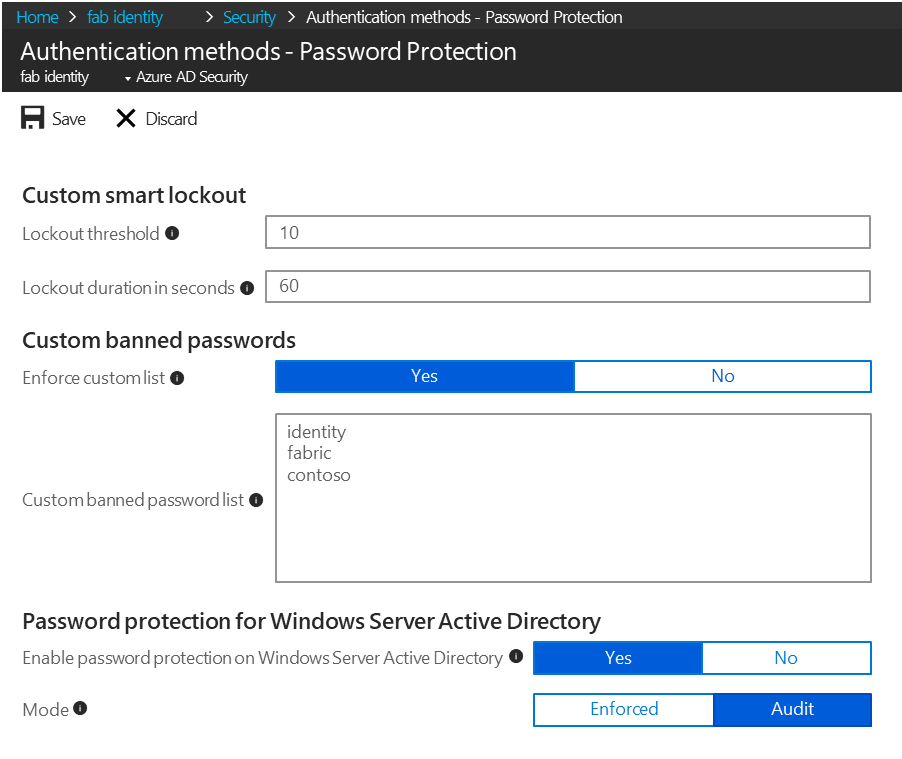 Home > fab identity > Security > Authentication methods - Password Protection
Authentication methods - Password Protection
fab identity ▾ Azure AD Security
Save Discard
Custom smart lockout
Lockout threshold 10
Lockout duration in seconds 60
Custom banned passwords
Enforce custom list Yes No
identity
fabric
contoso
Custom banned password list
Password protection for Windows Server Active Directory
Enable password protection on Windows Server Active Directory Yes No
Mode Enforced Audit